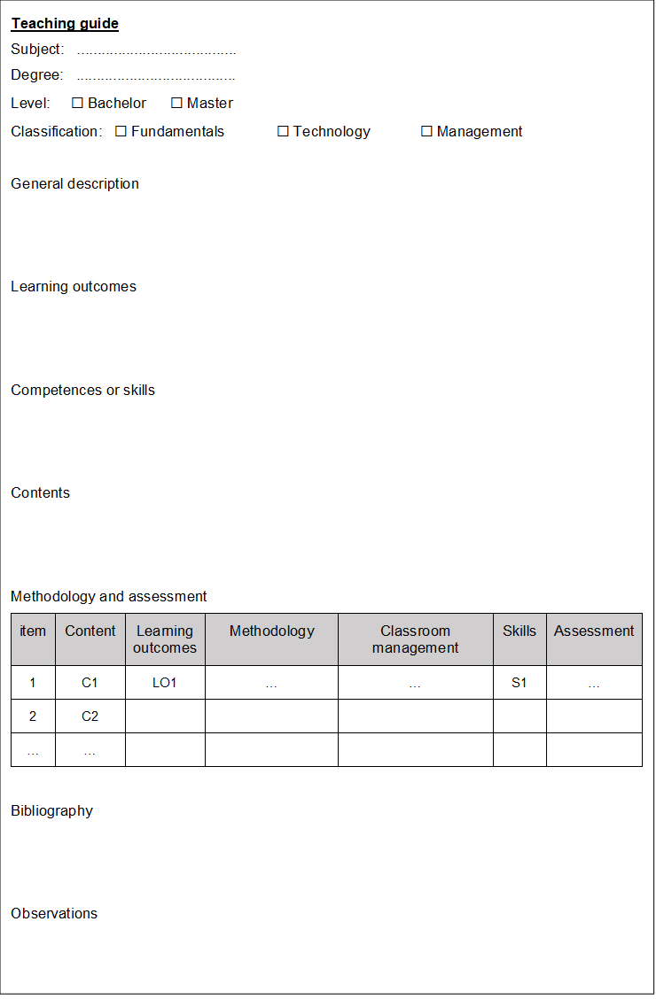 Teaching guide
Subject: .......................................
Degree: .......................................
Level: ☐ Bachelor ☐ Master
Classification: ☐ Fundamentals ☐ Technology ☐ Management
General description
Learning outcomes
Competences or skills
Contents
Methodology and assessment
item Content Learning outcomes Methodology Classroom management Skills Assessment
1 C1 LO1 ... ... S1 ...
2 C2
... ...
Bibliography
Observations